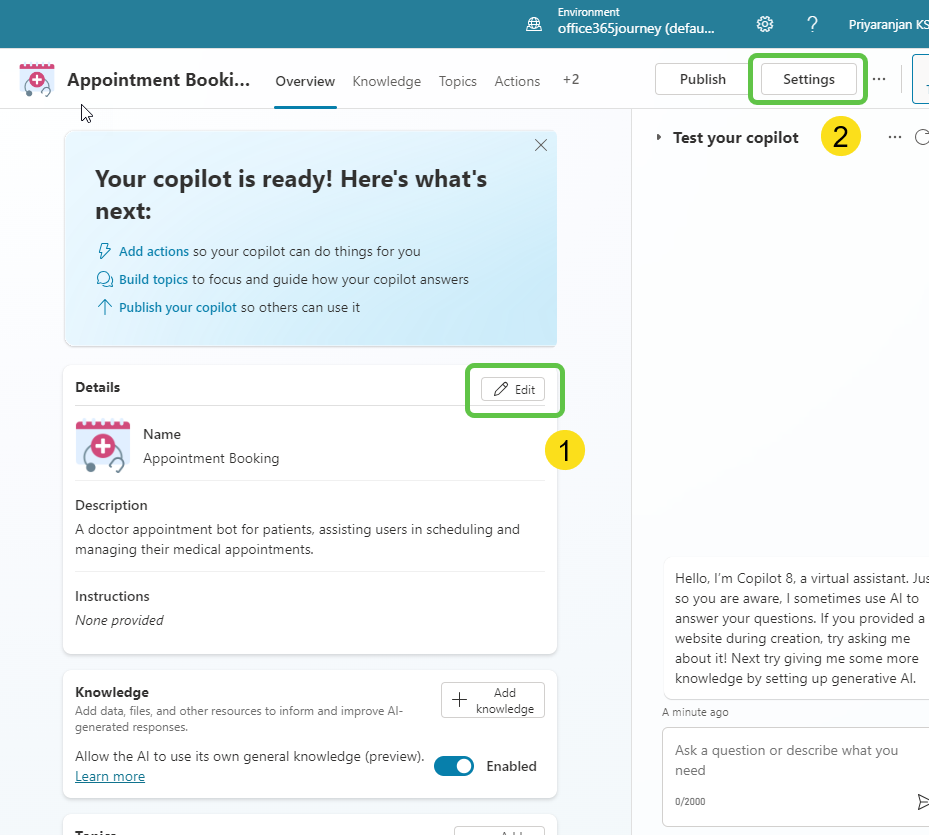 Environment
office365journey (defau...
?
Priyaranjan KS
Appointment Booki...
Overview
Knowledge
Topics
Actions
+2
Publish
Settings
...
2
Test your copilot
...
Your copilot is ready! Here's what's
next:
Add actions so your copilot can do things for you
Build topics to focus and guide how your copilot answers
Publish your copilot so others can use it
Details
Edit
1
Name
Appointment Booking
Description
A doctor appointment bot for patients, assisting users in scheduling and
managing their medical appointments.
Instructions
None provided
Knowledge
Add data, files, and other resources to inform and improve AI-
generated responses.
Add
knowledge
Allow the AI to use its own general knowledge (preview).
Learn more
Enabled
Hello, I'm Copilot 8, a virtual assistant. Jus
so you are aware, I sometimes use AI to
answer your questions. If you provided a
website during creation, try asking me
about it! Next try giving me some more
knowledge by setting up generative AI.
A minute ago
Ask a question or describe what you
need
0/2000